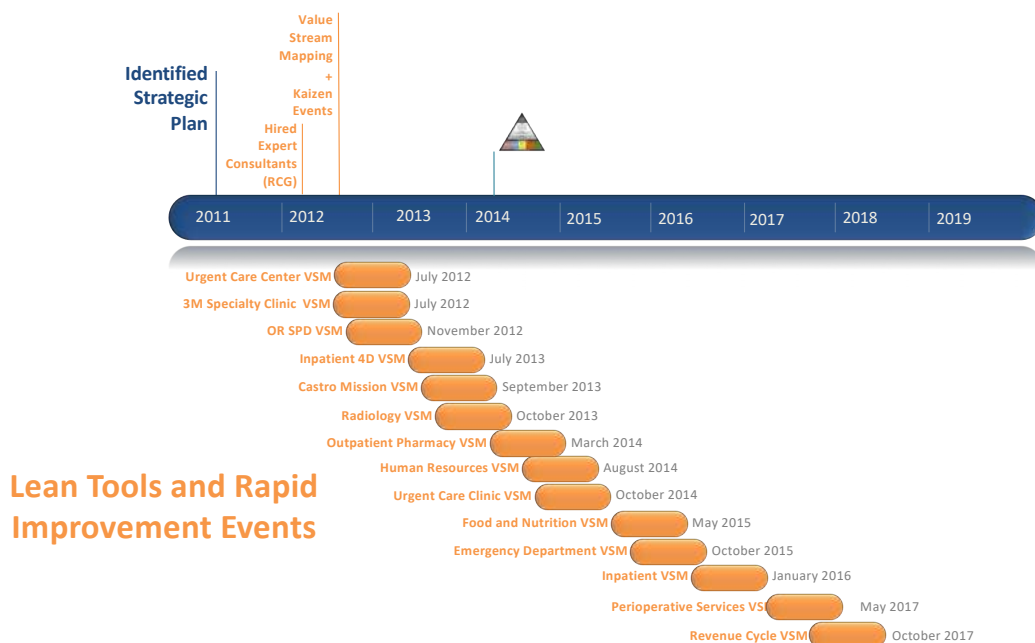 Value
Stream
Mapping
+
Kaizen
Events
Identified
Strategic
Plan
Hired
Expert
Consultants
(RCG)
2011 2012 2013 2014 2015 2016 2017 2018 2019
Urgent Care Center VSM July 2012
3M Specialty Clinic VSM July 2012
OR SPD VSM November 2012
Inpatient 4D VSM July 2013
Castro Mission VSM September 2013
Radiology VSM October 2013
Outpatient Pharmacy VSM March 2014
Human Resources VSM August 2014
Urgent Care Clinic VSM October 2014
Food and Nutrition VSM May 2015
Emergency Department VSM October 2015
Inpatient VSM January 2016
Perioperative Services VSM May 2017
Revenue Cycle VSM October 2017
Lean Tools and Rapid
Improvement Events